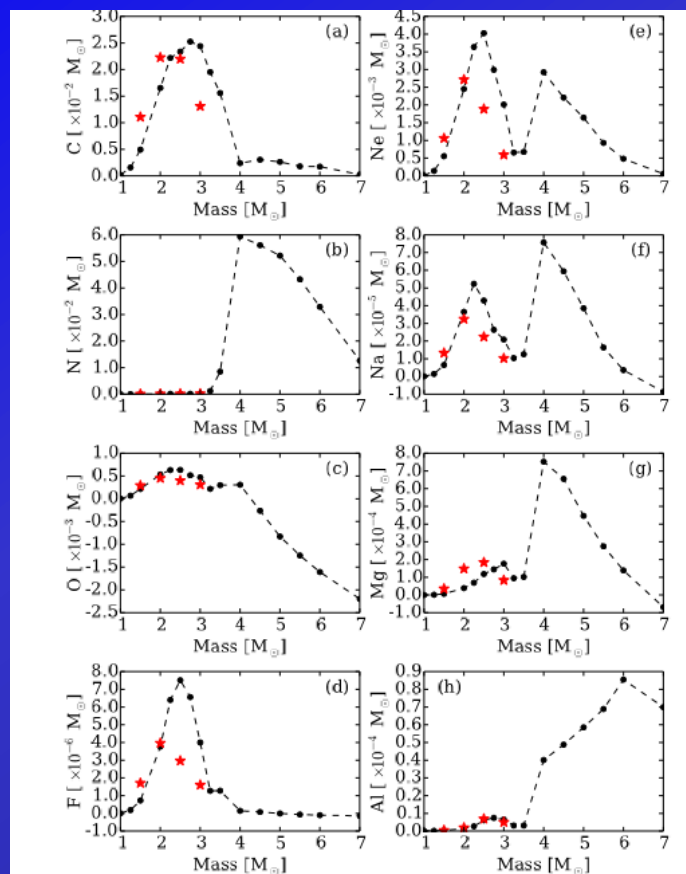 (a)
C [ ×10⁻² M☉]
3.0
2.5
2.0
1.5
1.0
0.5
0.0
1 2 3 4 5 6 7
Mass [M☉]
(e)
Ne [ ×10⁻³ M☉]
4.5
4.0
3.5
3.0
2.5
2.0
1.5
1.0
0.5
0.0
1 2 3 4 5 6 7
Mass [M☉]
(b)
N [ ×10⁻² M☉]
6.0
5.0
4.0
3.0
2.0
1.0
0.0
1 2 3 4 5 6 7
Mass [M☉]
(f)
Na [ ×10⁻⁵ M☉]
8.0
7.0
6.0
5.0
4.0
3.0
2.0
1.0
0.0
-1.0
1 2 3 4 5 6 7
Mass [M☉]
(c)
O [ ×10⁻³ M☉]
1.0
0.5
0.0
-0.5
-1.0
-1.5
-2.0
-2.5
1 2 3 4 5 6 7
Mass [M☉]
(g)
Mg [ ×10⁻⁴ M☉]
8.0
7.0
6.0
5.0
4.0
3.0
2.0
1.0
0.0
-1.0
1 2 3 4 5 6 7
Mass [M☉]
(d)
F [ ×10⁻⁶ M☉]
8.0
7.0
6.0
5.0
4.0
3.0
2.0
1.0
0.0
-1.0
1 2 3 4 5 6 7
Mass [M☉]
(h)
Al [ ×10⁻⁴ M☉]
0.9
0.8
0.7
0.6
0.5
0.4
0.3
0.2
0.1
0.0
1 2 3 4 5 6 7
Mass [M☉]